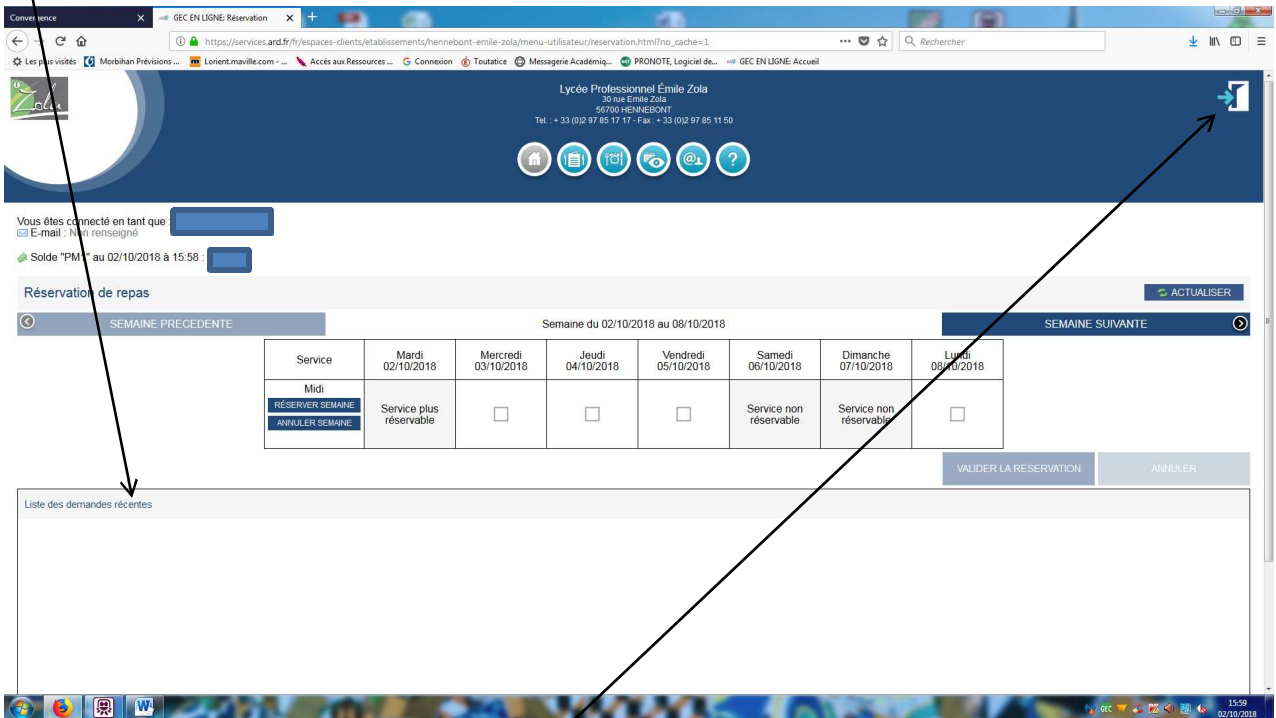 Convergence X GEC EN LIGNE: Réservation X +
https://services.ard.fr/fr/espaces-clients/etablissements/hennebont-emile-zola/menu-utilisateur/reservation.html?no_cache=1 Rechercher
Les plus visités Morbihan Prévisions ... Lorient.maville.com - ... Accès aux Ressources ... Connexion Toutatice Messagerie Académiq... PRONOTE, Logiciel de... GEC EN LIGNE: Accueil
Zola
Lycée Professionnel Émile Zola
30 rue Emile Zola
56700 HENNEBONT
Tel. : + 33 (0)2 97 85 17 17 - Fax : + 33 (0)2 97 85 11 50
Vous êtes connecté en tant que :
E-mail : Non renseigné
Solde "PM1" au 02/10/2018 à 15:58 :
Réservation de repas ACTUALISER
SEMAINE PRECEDENTE Semaine du 02/10/2018 au 08/10/2018 SEMAINE SUIVANTE
Service Mardi 02/10/2018 Mercredi 03/10/2018 Jeudi 04/10/2018 Vendredi 05/10/2018 Samedi 06/10/2018 Dimanche 07/10/2018 Lundi 08/10/2018
Midi
RÉSERVER SEMAINE
ANNULER SEMAINE
Service plus réservable Service non réservable Service non réservable
VALIDER LA RESERVATION ANNULER
Liste des demandes récentes
GEC 15:59
02/10/2018